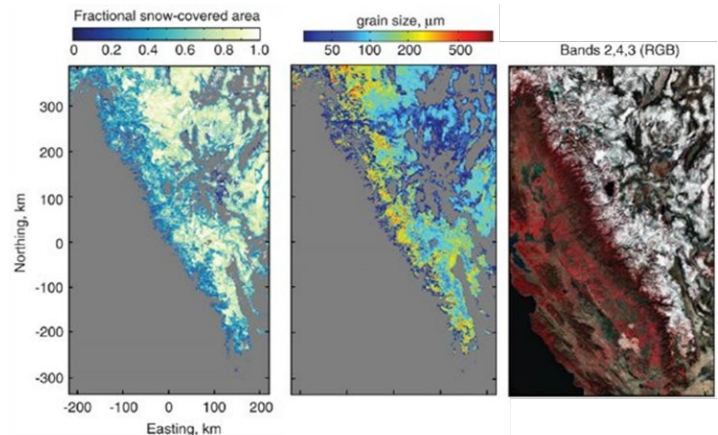 Fractional snow-covered area
0 0.2 0.4 0.6 0.8 1.0
grain size, μm
50 100 200 500
Bands 2,4,3 (RGB)
300
200
100
0
-100
-200
-300
Northing, km
-200 -100 0 100 200
Easting, km